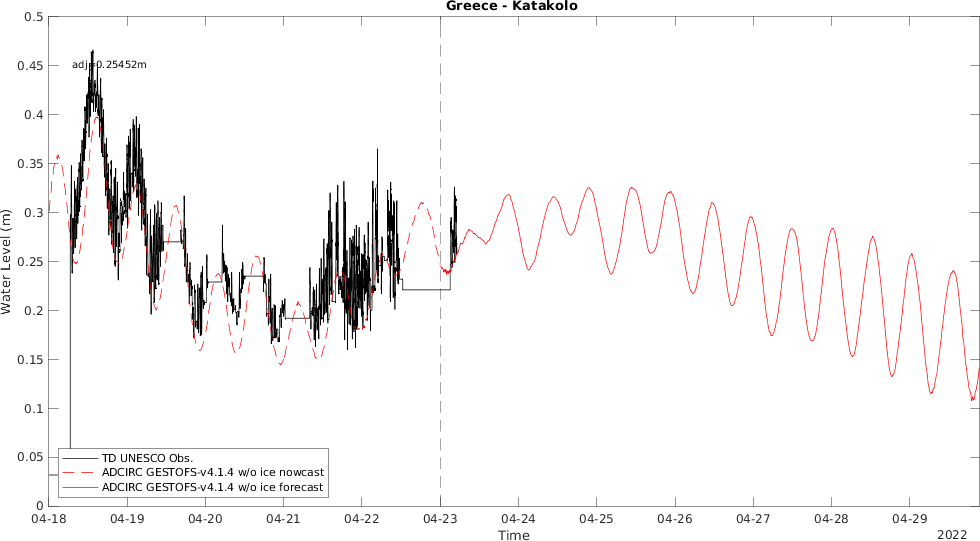 Greece - Katakolo
0.5
0.45
0.4
0.35
0.3
0.25
0.2
0.15
0.1
0.05
0
Water Level (m)
adj=0.25452m
TD UNESCO Obs.
ADCIRC GESTOFS-v4.1.4 w/o ice nowcast
ADCIRC GESTOFS-v4.1.4 w/o ice forecast
04-18 04-19 04-20 04-21 04-22 04-23 04-24 04-25 04-26 04-27 04-28 04-29
Time
2022